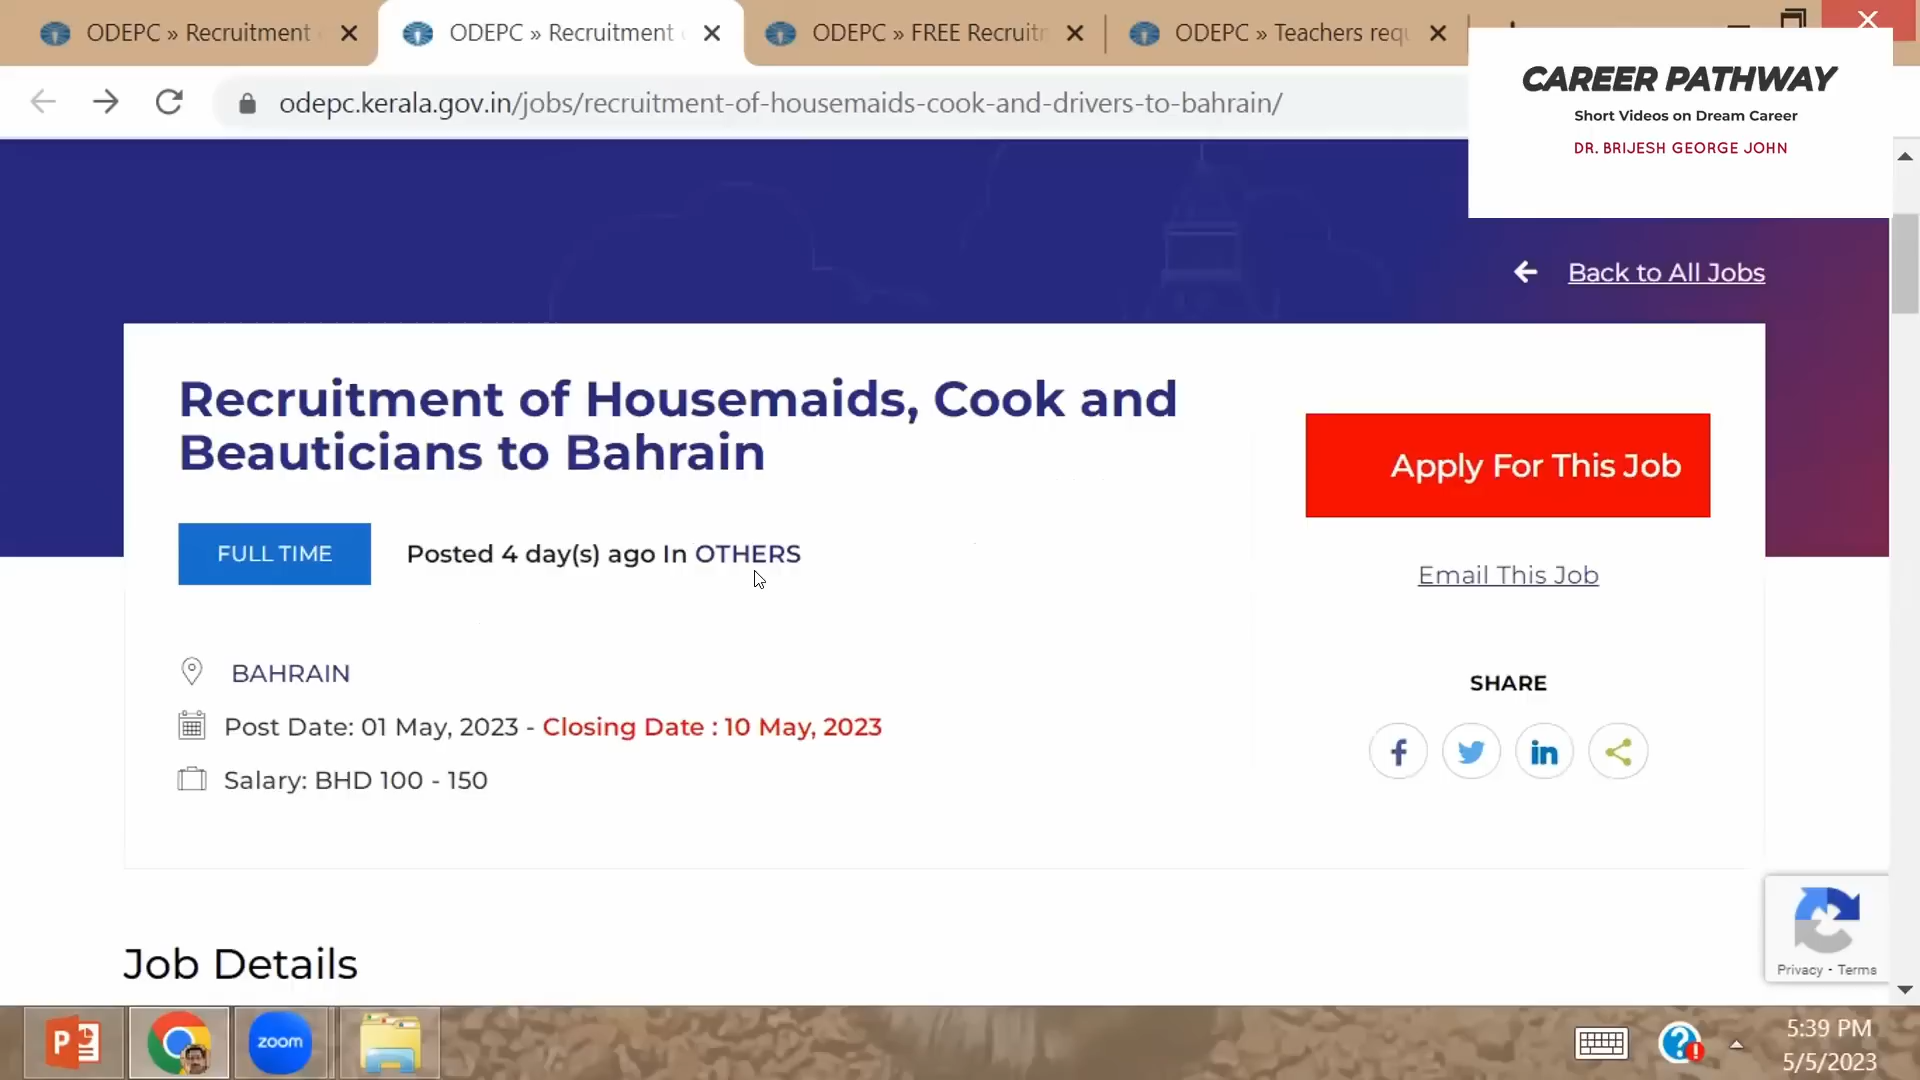 ODEPC » Recruitment
ODEPC » Recruitment
ODEPC » FREE Recruit
ODEPC » Teachers requ
odepc.kerala.gov.in/jobs/recruitment-of-housemaids-cook-and-drivers-to-bahrain/
CAREER PATHWAY
Short Videos on Dream Career
DR. BRIJESH GEORGE JOHN
Back to All Jobs
Recruitment of Housemaids, Cook and
Beauticians to Bahrain
Apply For This Job
FULL TIME
Posted 4 day(s) ago In OTHERS
Email This Job
BAHRAIN
Post Date: 01 May, 2023 - Closing Date : 10 May, 2023
Salary: BHD 100 - 150
SHARE
Job Details
Privacy - Terms
zoom
5:39 PM
5/5/2023